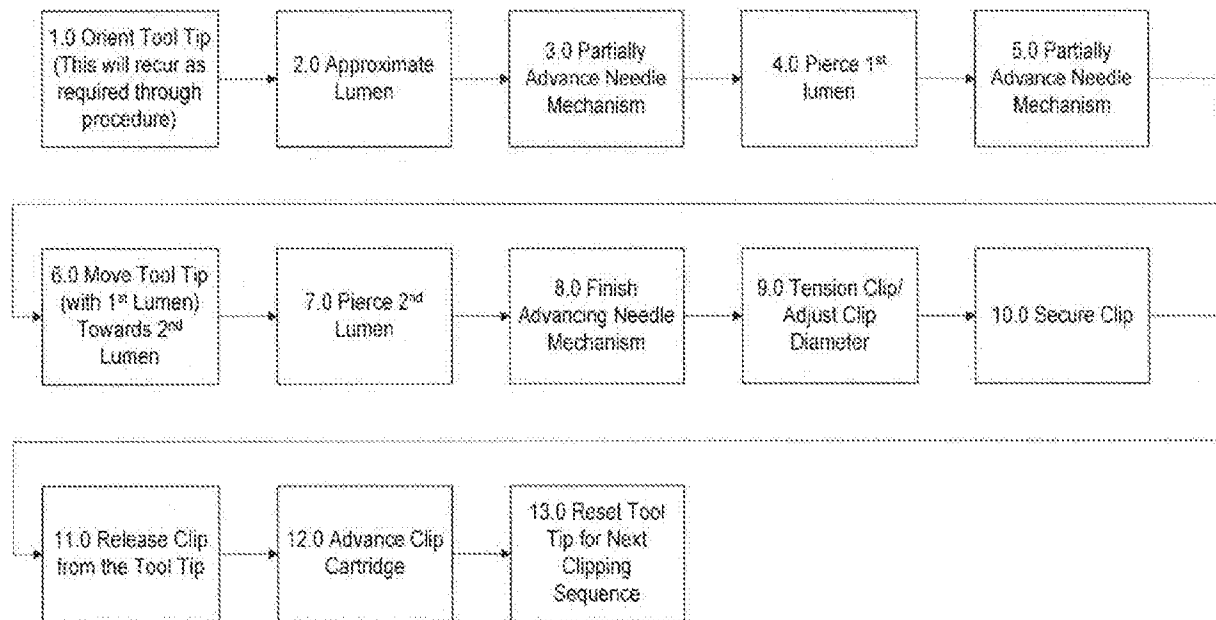 1.0 Orient Tool Tip
(This will recur as
required through
procedure)
2.0 Approximate
Lumen
3.0 Partially
Advance Needle
Mechanism
4.0 Pierce 1st
lumen
5.0 Partially
Advance Needle
Mechanism
6.0 Move Tool Tip
(with 1st Lumen)
Towards 2nd
Lumen
7.0 Pierce 2nd
Lumen
8.0 Finish
Advancing Needle
Mechanism
9.0 Tension Clip/
Adjust Clip
Diameter
10.0 Secure Clip
11.0 Release Clip
from the Tool Tip
12.0 Advance Clip
Cartridge
13.0 Reset Tool
Tip for Next
Clipping
Sequence